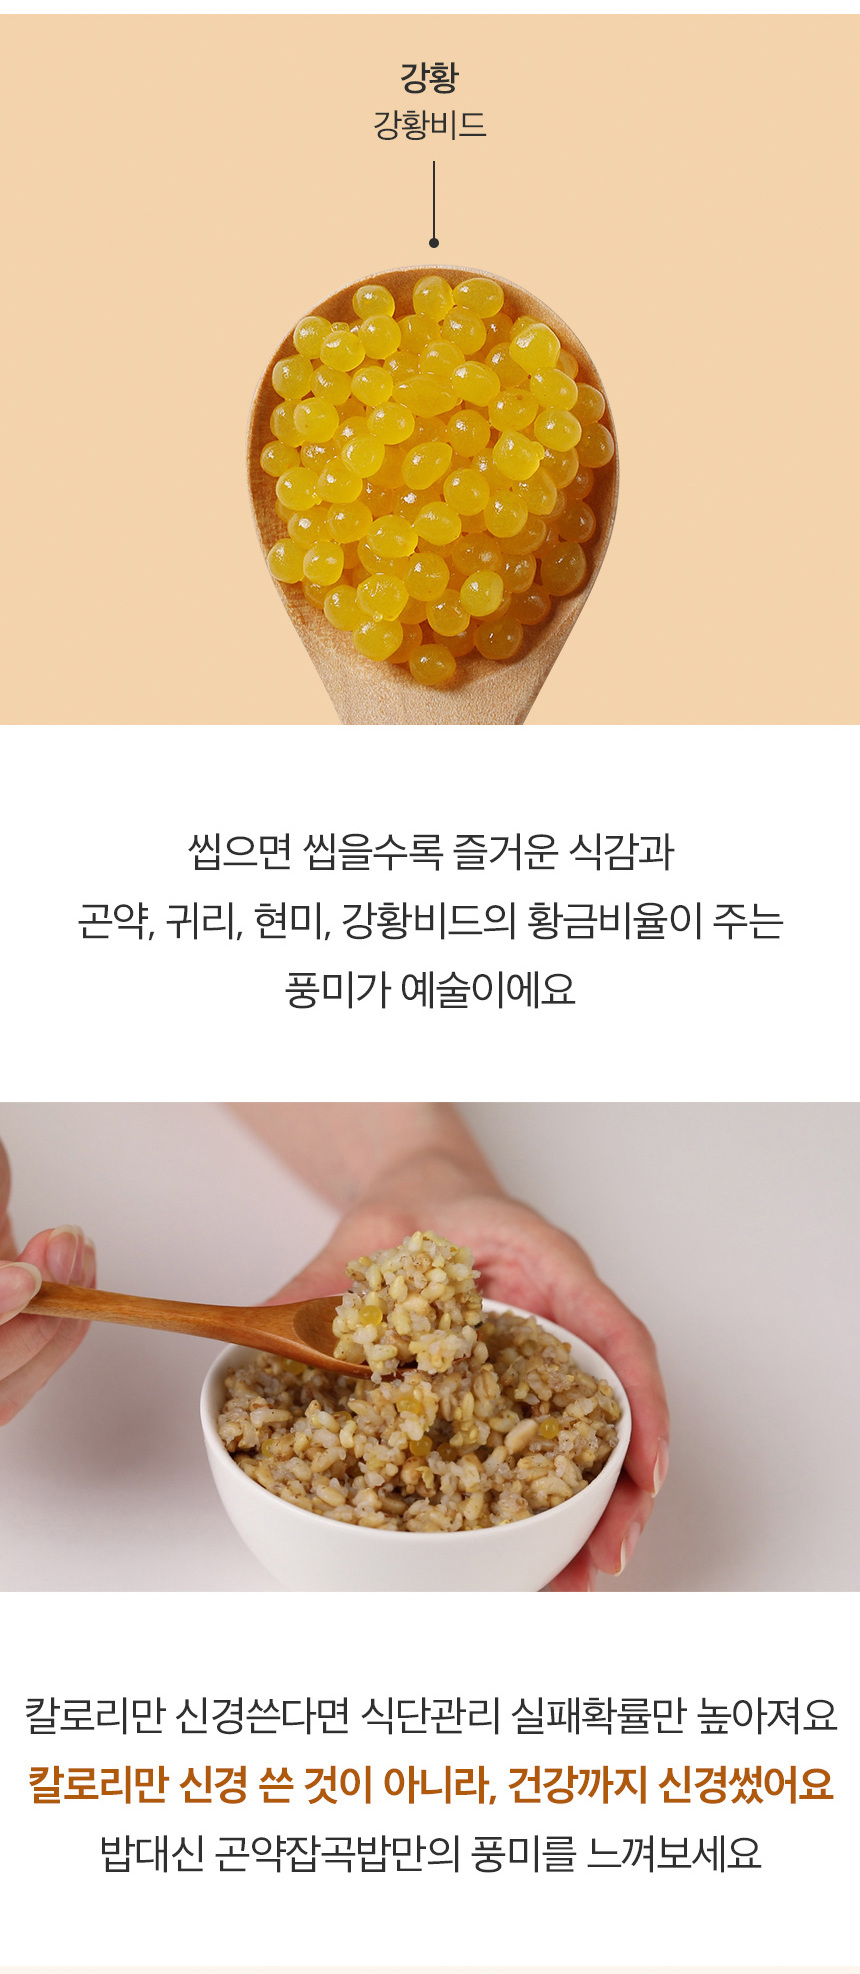 강황
강황비드
씹으면 씹을수록 즐거운 식감과
곤약, 귀리, 현미, 강황비드의 황금비율이 주는
풍미가 예술이에요
칼로리만 신경쓴다면 식단관리 실패확률만 높아져요
칼로리만 신경 쓴 것이 아니라, 건강까지 신경썼어요
밥대신 곤약잡곡밥만의 풍미를 느껴보세요